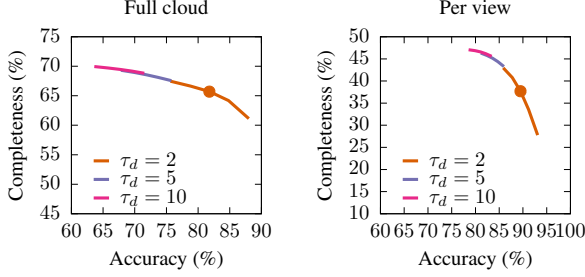 Full cloud
Completeness (%)
75
70
65
60
55
50
45
τd = 2
τd = 5
τd = 10
60 65 70 75 80 85 90
Accuracy (%)
Per view
Completeness (%)
50
45
40
35
30
25
20
15
10
τd = 2
τd = 5
τd = 10
60 65 70 75 80 85 90 95 100
Accuracy (%)